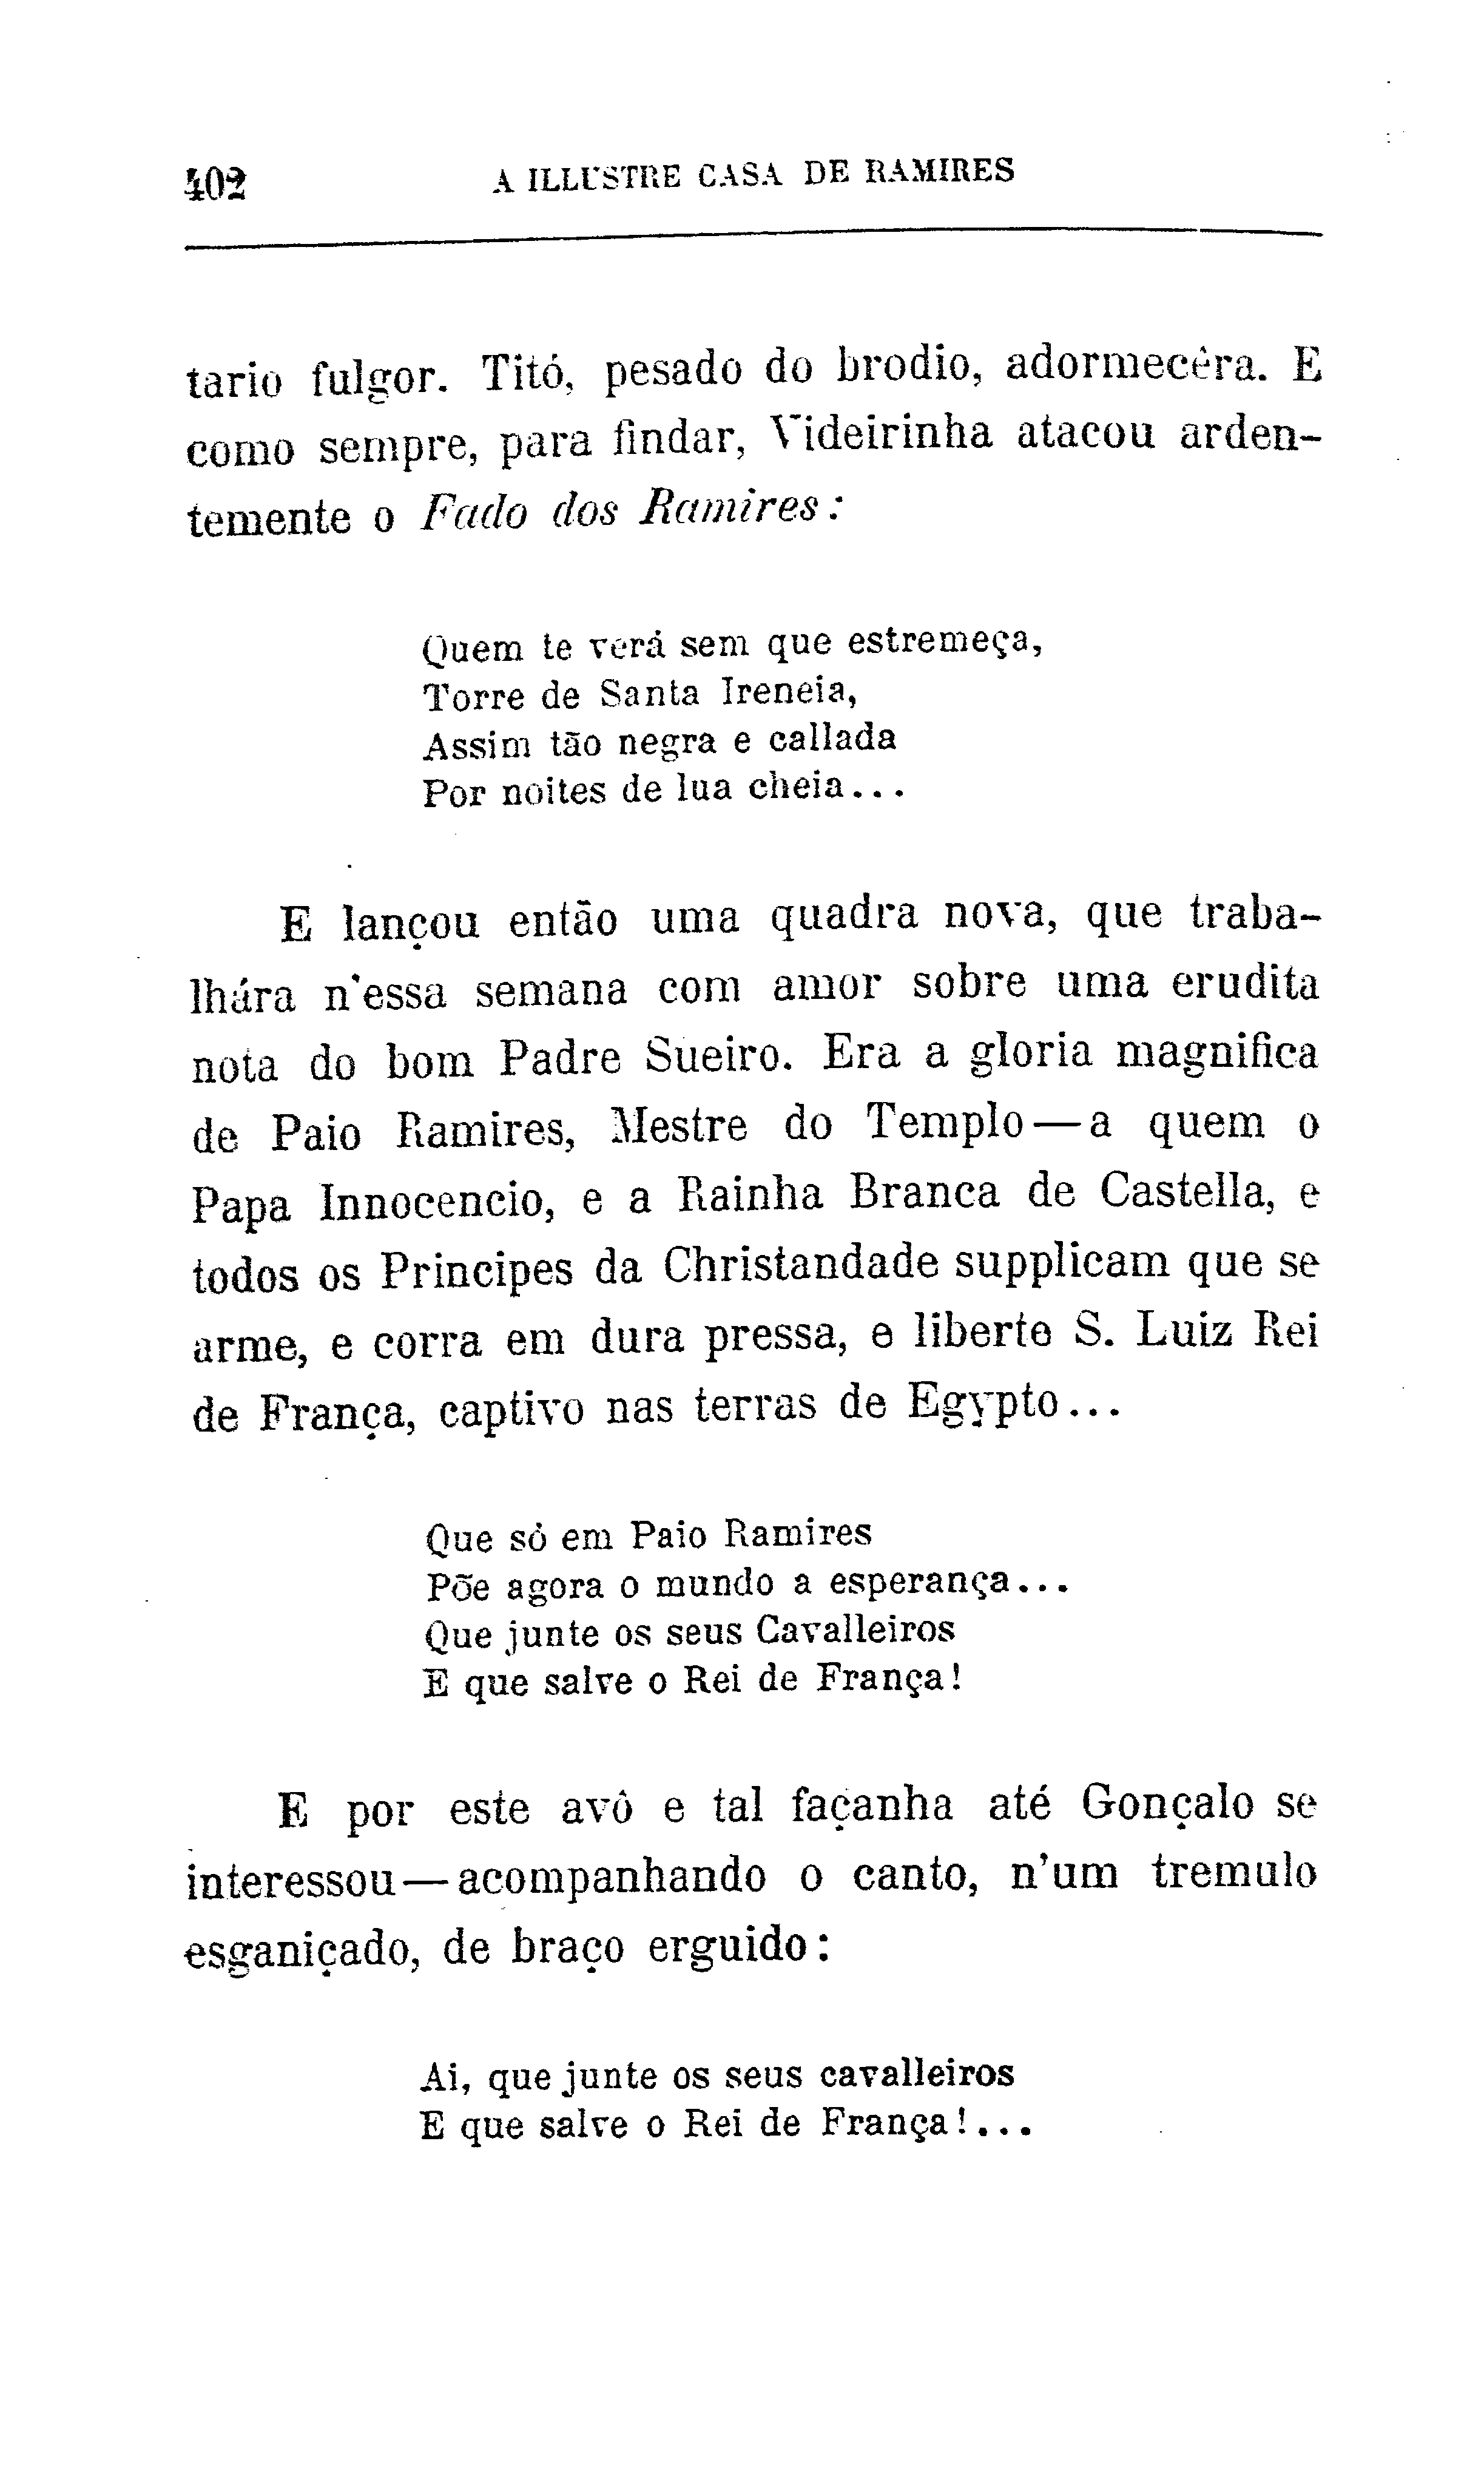 402 A ILLUSTRE CASA DE RAMIRES
tario fulgor. Titó, pesado do brodio, adormecêra. E
como sempre, para findar, Videirinha atacou arden-
temente o Fado dos Ramires:
Quem te verá sem que estremeça,
Torre de Santa Ireneia,
Assim tão negra e callada
Por noites de lua cheia...
E lançou então uma quadra nova, que traba-
lhára n'essa semana com amor sobre uma erudita
nota do bom Padre Sueiro. Era a gloria magnifica
de Paio Ramires, Mestre do Templo—a quem o
Papa Innocencio, e a Rainha Branca de Castella, e
todos os Principes da Christandade supplicam que se
arme, e corra em dura pressa, e liberte S. Luiz Rei
de França, captivo nas terras de Egypto...
Que só em Paio Ramires
Põe agora o mundo a esperança...
Que junte os seus Cavalleiros
E que salve o Rei de França!
E por este avô e tal façanha até Gonçalo se
interessou—acompanhando o canto, n'um tremulo
esganiçado, de braço erguido:
Ai, que junte os seus cavalleiros
E que salve o Rei de França!...